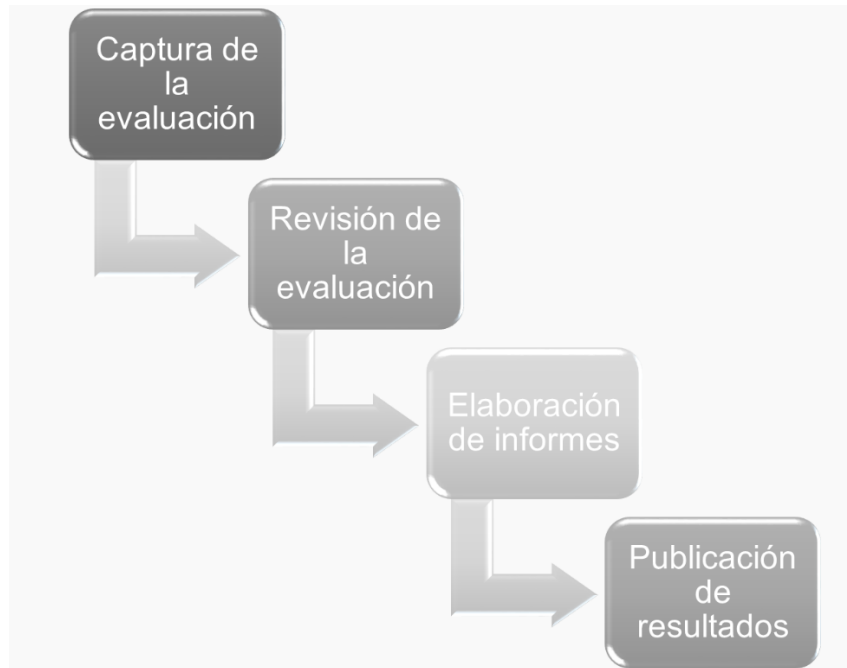 Captura de
la
evaluación
Revisión de
la
evaluación
Elaboración
de informes
Publicación
de
resultados